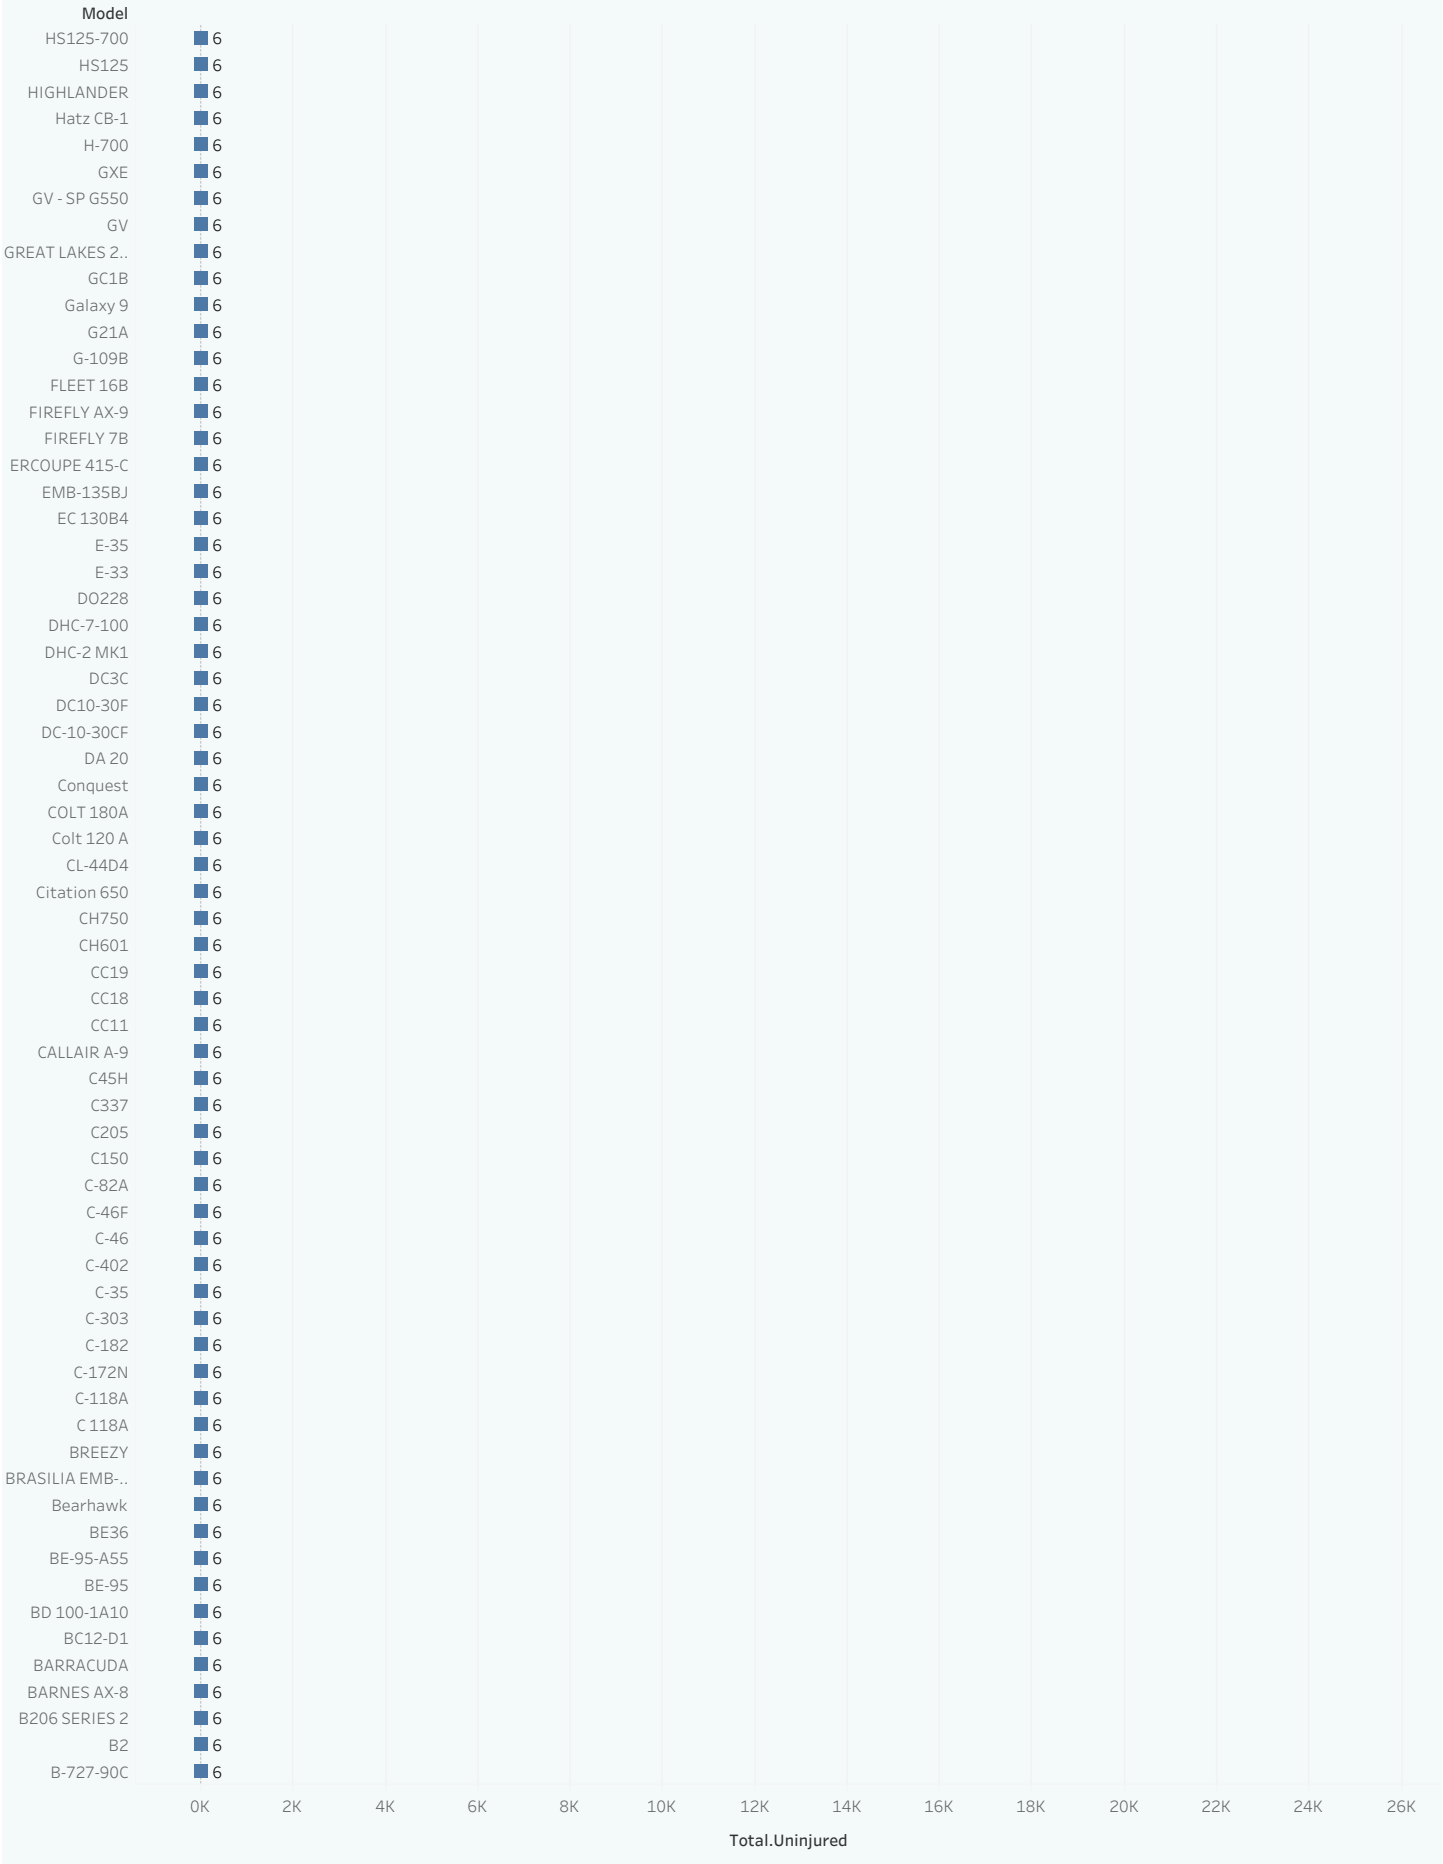 Model
HS125-700 6
HS125 6
HIGHLANDER 6
Hatz CB-1 6
H-700 6
GXE 6
GV - SP G550 6
GV 6
GREAT LAKES 2.. 6
GC1B 6
Galaxy 9 6
G21A 6
G-109B 6
FLEET 16B 6
FIREFLY AX-9 6
FIREFLY 7B 6
ERCOUPE 415-C 6
EMB-135BJ 6
EC 130B4 6
E-35 6
E-33 6
DO228 6
DHC-7-100 6
DHC-2 MK1 6
DC3C 6
DC10-30F 6
DC-10-30CF 6
DA 20 6
Conquest 6
COLT 180A 6
Colt 120 A 6
CL-44D4 6
Citation 650 6
CH750 6
CH601 6
CC19 6
CC18 6
CC11 6
CALLAIR A-9 6
C45H 6
C337 6
C205 6
C150 6
C-82A 6
C-46F 6
C-46 6
C-402 6
C-35 6
C-303 6
C-182 6
C-172N 6
C-118A 6
C 118A 6
BREEZY 6
BRASILIA EMB-.. 6
Bearhawk 6
BE36 6
BE-95-A55 6
BE-95 6
BD 100-1A10 6
BC12-D1 6
BARRACUDA 6
BARNES AX-8 6
B206 SERIES 2 6
B2 6
B-727-90C 6
0K 2K 4K 6K 8K 10K 12K 14K 16K 18K 20K 22K 24K 26K
Total.Uninjured